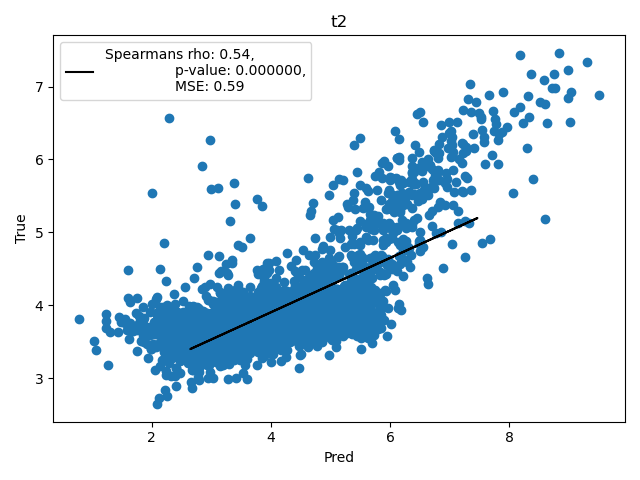 t2
Spearmans rho: 0.54,
p-value: 0.000000,
MSE: 0.59
7
6
5
4
3
True
2 4 6 8
Pred